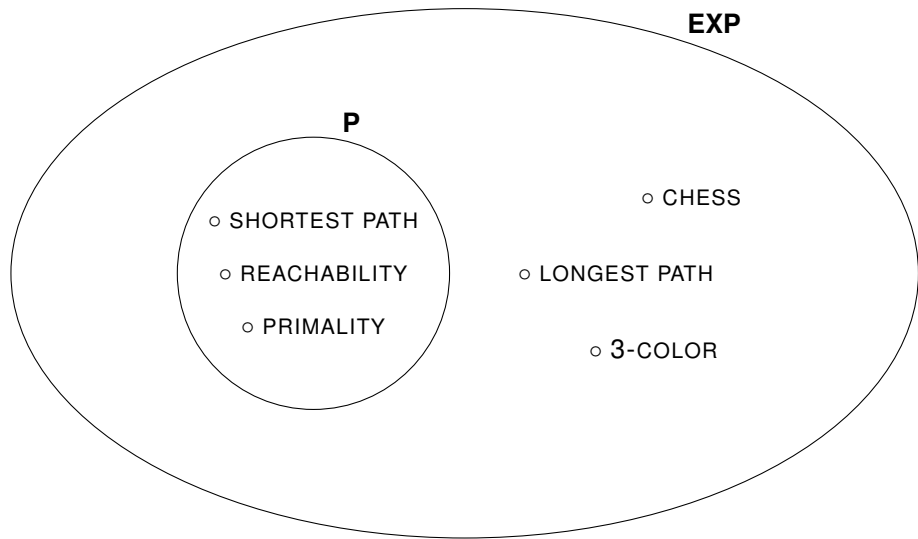 EXP
P
CHESS
SHORTEST PATH
REACHABILITY
LONGEST PATH
PRIMALITY
3-COLOR